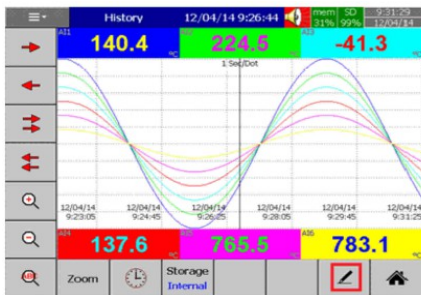 History 12/04/14 9:26:44 mem 31% SD 99% 9:31:29 12/04/14
AI1 140.4 °C AI2 224.5 °C AI3 -41.3 °C
1 Sec/Dot
12/04/14 12/04/14 12/04/14 12/04/14 12/04/14 12/04/14
9:23:05 9:24:45 9:26:25 9:28:05 9:29:45 9:31:25
AI4 137.6 °C AI5 765.5 °C AI6 783.1 °C
Zoom Storage
Internal